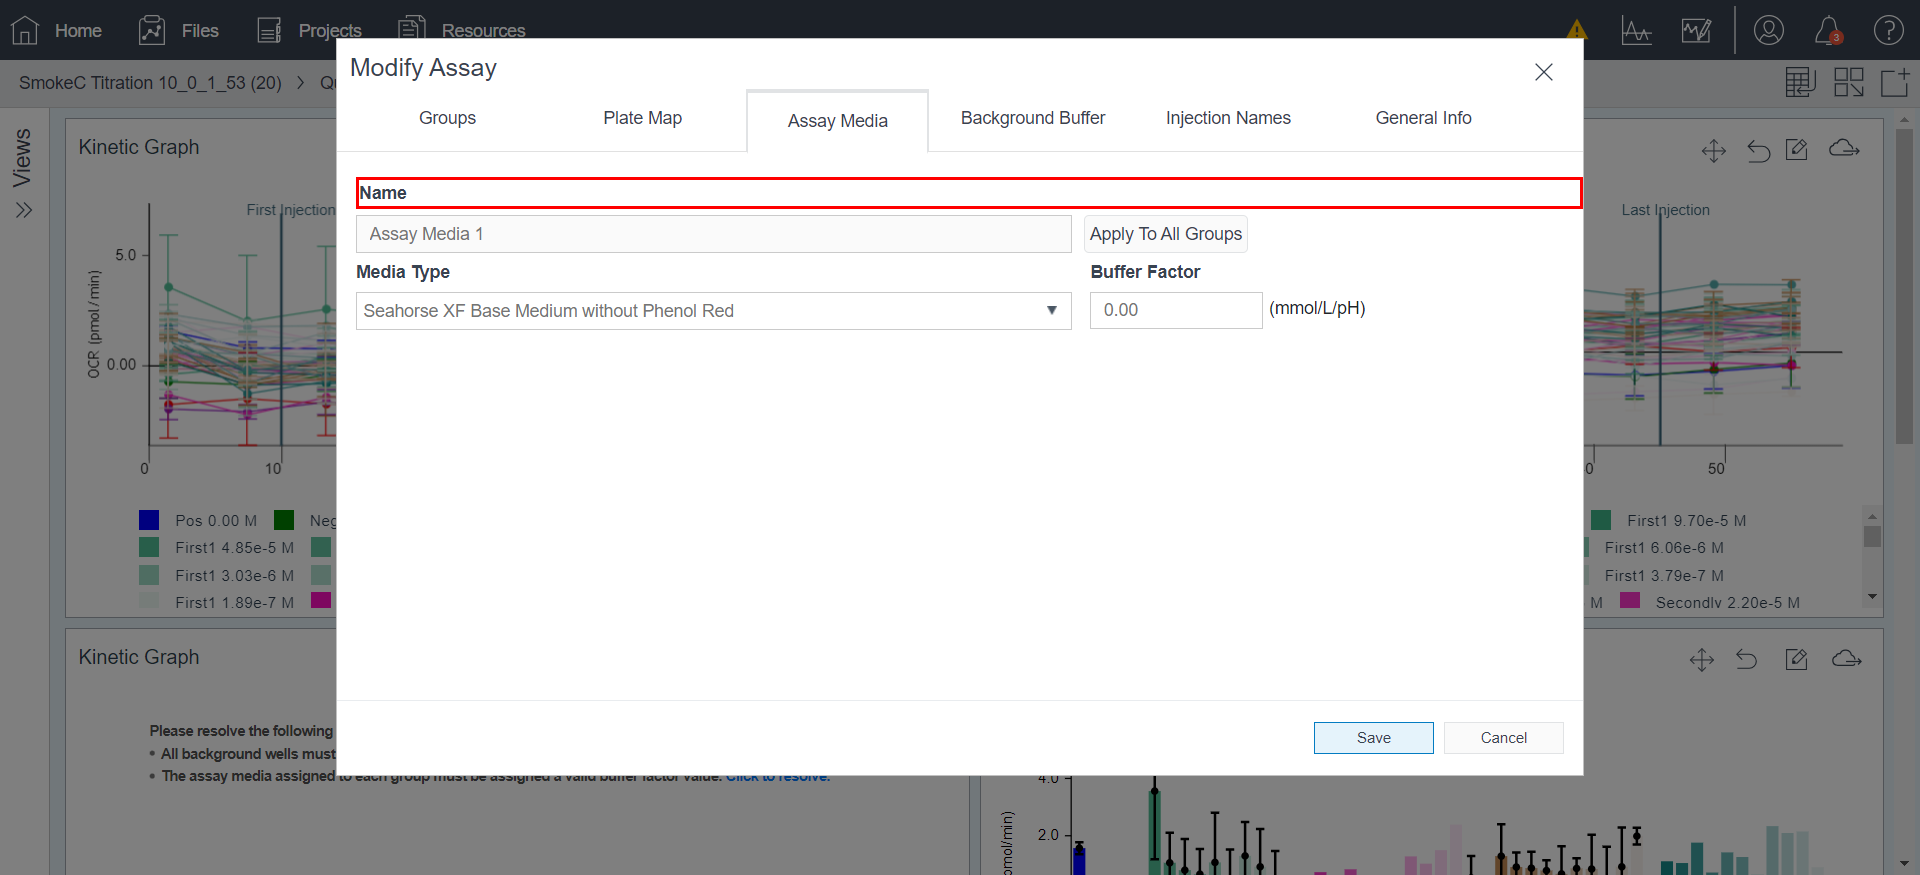 Home
Files
Projects
Resources
3
SmokeC Titration 10_0_1_53 (20)
Modify Assay
Groups
Plate Map
Assay Media
Background Buffer
Injection Names
General Info
Views
Kinetic Graph
Name
Assay Media 1
Apply To All Groups
Media Type
Buffer Factor
Seahorse XF Base Medium without Phenol Red
0.00
(mmol/L/pH)
First Injection
Last Injection
5.0
0.00
OCR (pmol/min)
0
10
50
Pos 0.00 M
First1 4.85e-5 M
First1 3.03e-6 M
First1 1.89e-7 M
First1 9.70e-5 M
First1 6.06e-6 M
First1 3.79e-7 M
M
Secondly 2.20e-5 M
Kinetic Graph
Please resolve the following
• All background wells must
• The assay media assigned to each group must be assigned a valid buffer factor value. Click to resolve.
Save
Cancel
4.0
2.0